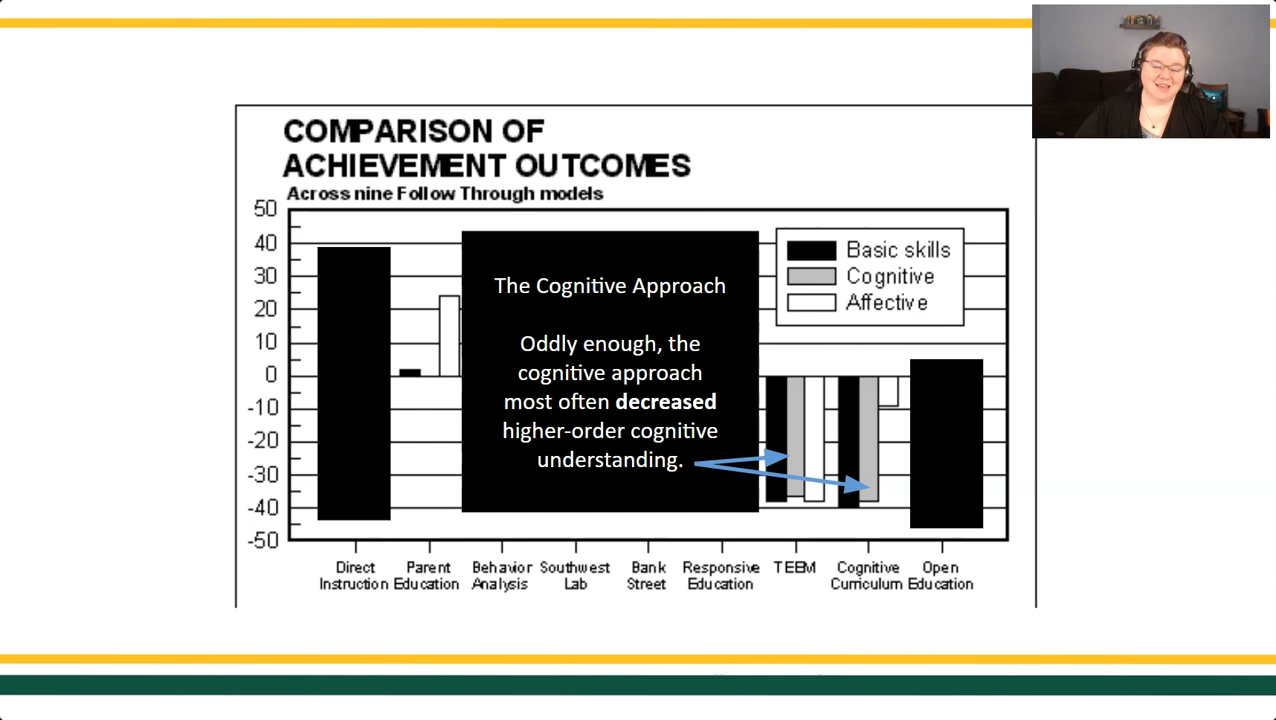 COMPARISON OF
ACHIEVEMENT OUTCOMES
Across nine Follow Through models
50
40
30
20
10
0
-10
-20
-30
-40
-50
The Cognitive Approach
Oddly enough, the
cognitive approach
most often decreased
higher-order cognitive
understanding.
Basic skills
Cognitive
Affective
Direct Instruction
Parent Education
Behavior Analysis
Southwest Lab
Bank Street
Responsive Education
TEEM
Cognitive Curriculum
Open Education